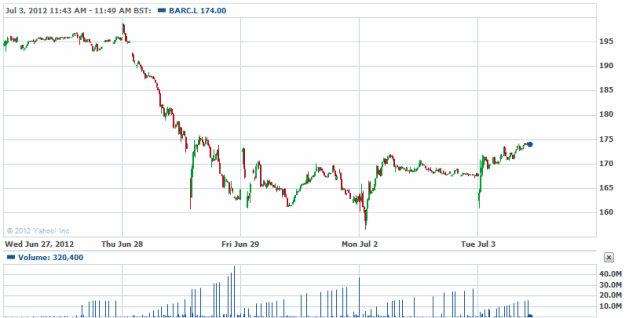 Jul 3, 2012 11:43 AM - 11:49 AM BST: BARC.L 174.00
195
190
185
180
175
170
165
160
© 2012 Yahoo! Inc.
Wed Jun 27, 2012 Thu Jun 28 Fri Jun 29 Mon Jul 2 Tue Jul 3
Volume: 320,400
40.0M
30.0M
20.0M
10.0M